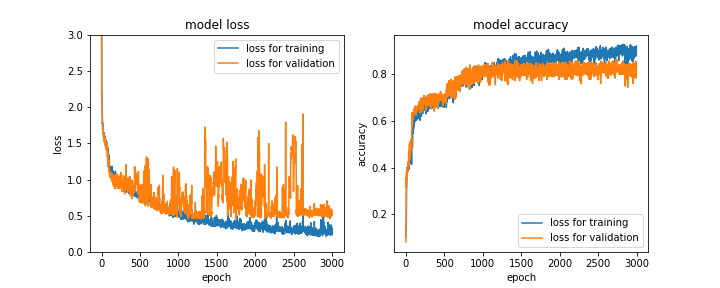 model loss
3.0
2.5
2.0
1.5
1.0
0.5
0.0
loss
0
500
1000
1500
2000
2500
3000
epoch
loss for training
loss for validation
model accuracy
0.8
0.6
0.4
0.2
accuracy
0
500
1000
1500
2000
2500
3000
epoch
loss for training
loss for validation